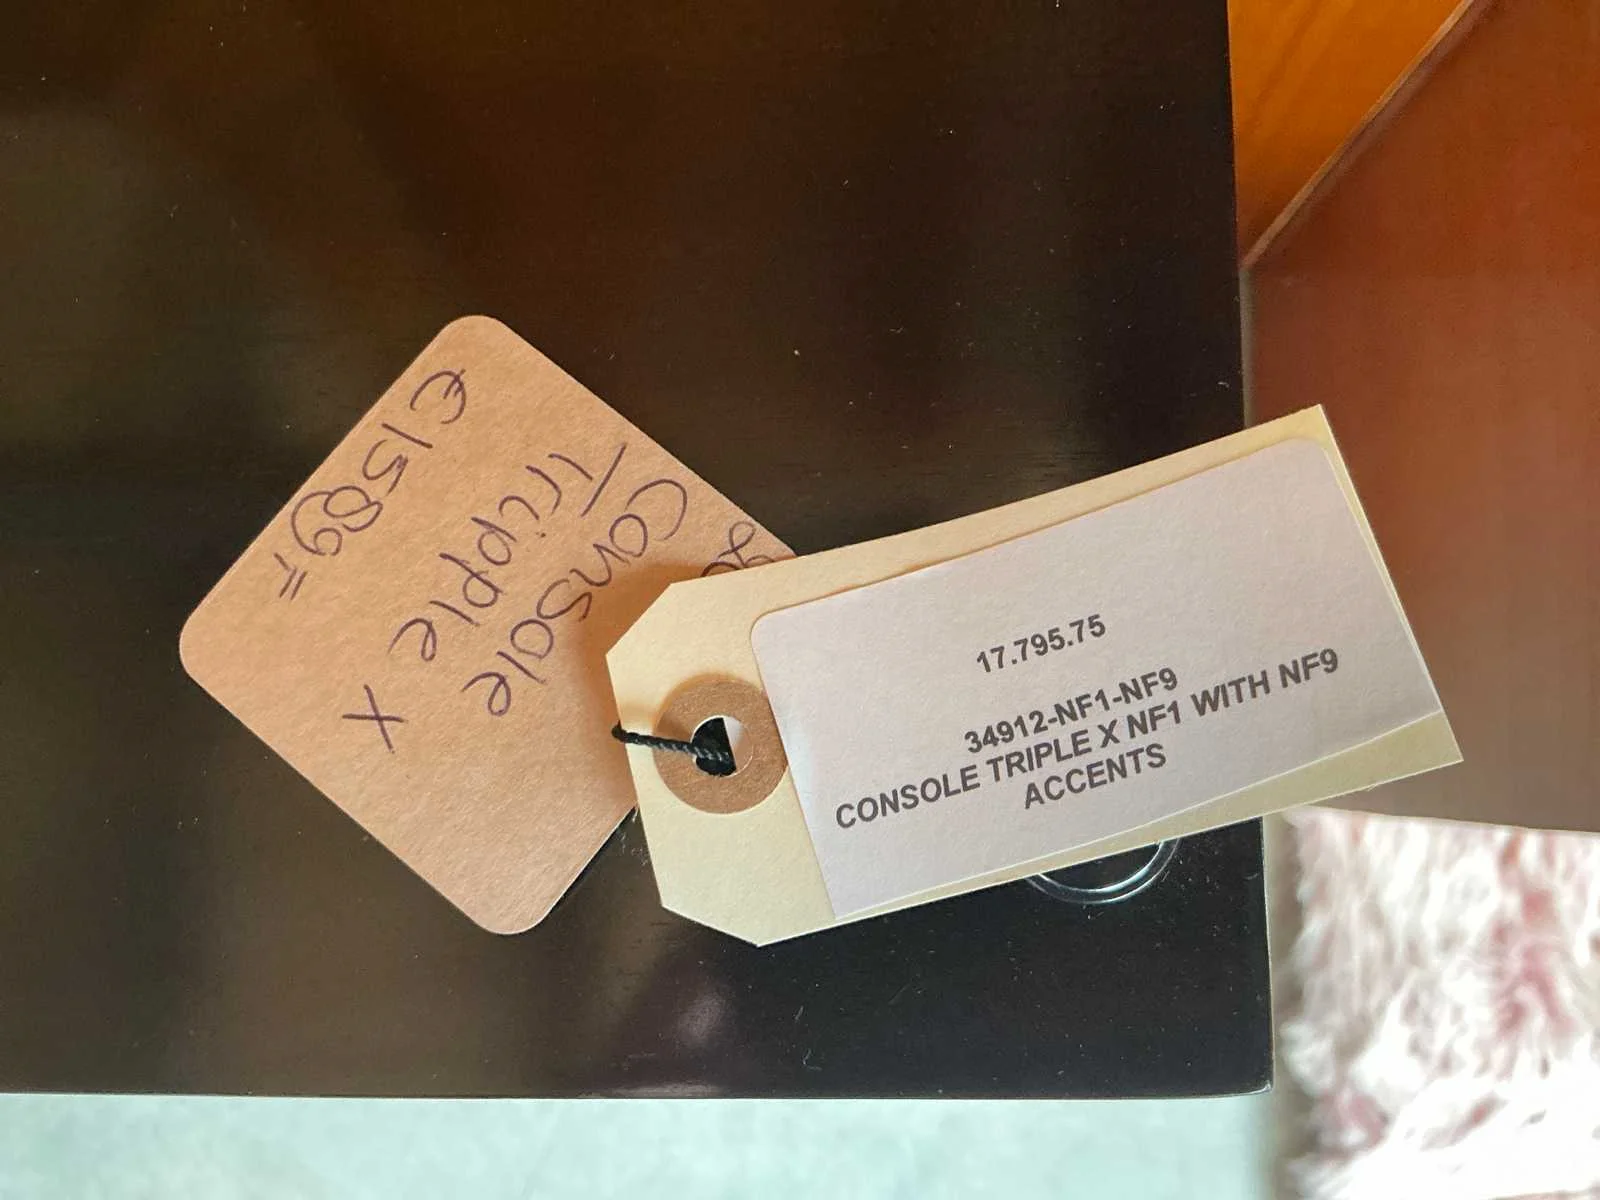 Console
Tripple X
€1589=
17.795.75
34912-NF1-NF9
CONSOLE TRIPLE X NF1 WITH NF9
ACCENTS